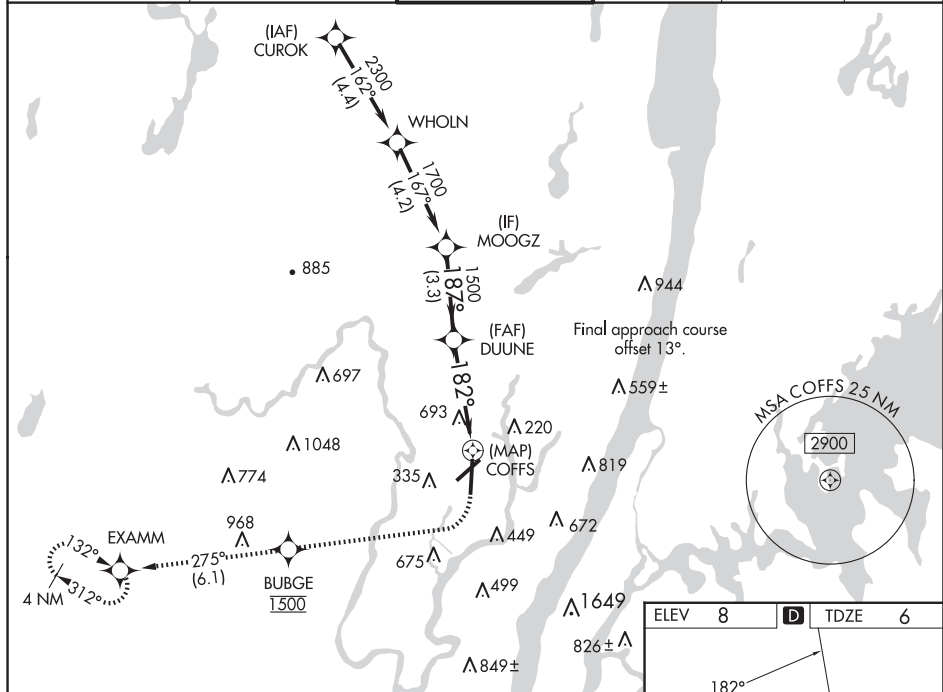 (IAF)
CUROK
2300
162°
(4.4)
WHOLN
1700
167°
(4.2)
(IF)
MOOGZ
885
1500
187°
(3.3)
944
(FAF)
DUUNE
Final approach course
offset 13°.
697
182°
559±
MSA COFFS 25 NM
2900
693
220
1048
(MAP)
COFFS
819
774
335
968
672
EXAMM
132°
449
275°
(6.1)
675
312°
4 NM
BUBGE
1500
499
1649
826±
849±
ELEV 8
D
TDZE 6
182°